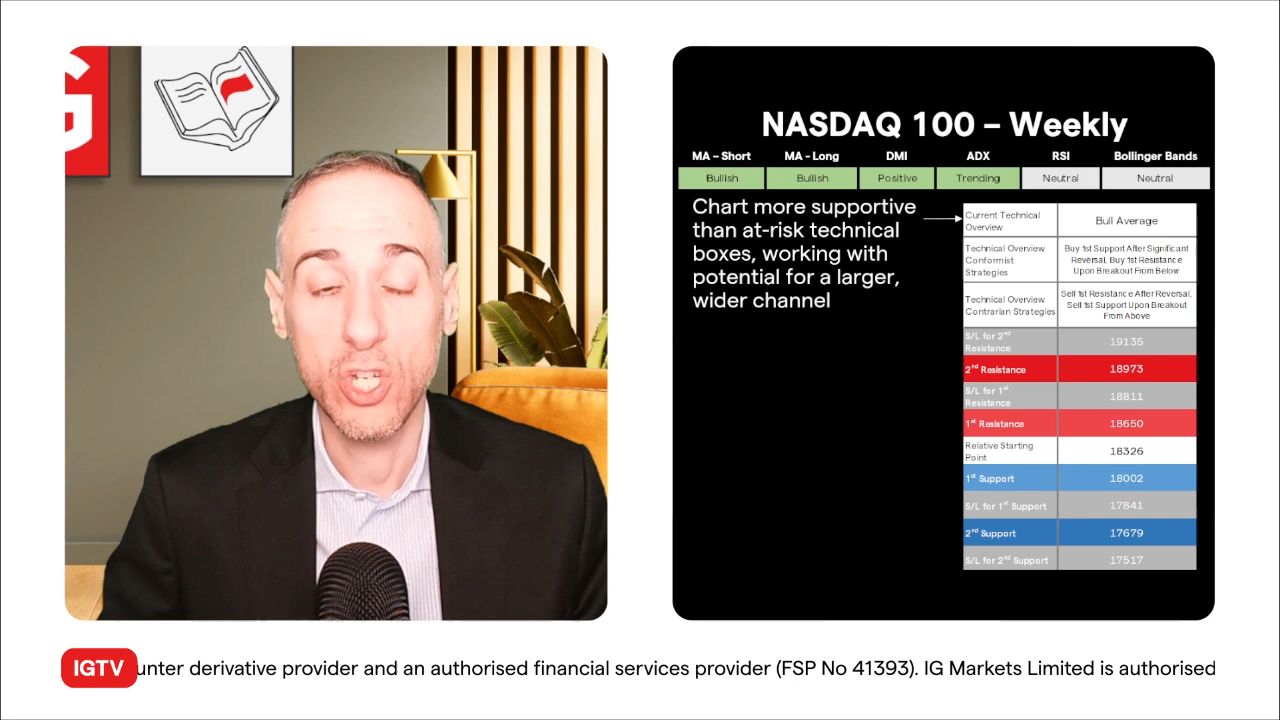 G
NASDAQ 100 – Weekly
MA – Short MA - Long DMI ADX RSI Bollinger Bands
Bullish Bullish Positive Trending Neutral Neutral
Chart more supportive
than at-risk technical
boxes, working with
potential for a larger,
wider channel
Current Technical
Overview
Bull Average
Technical Overview
Conformist
Strategies
Buy 1st Support After Significant
Reversal, Buy 1st Resistance
Upon Breakout From Below
Technical Overview
Contrarian Strategies
Sell 1st Resistance After Reversal,
Sell 1st Support Upon Breakout
From Above
S/L for 2nd
Resistance
19135
2nd Resistance 18973
S/L for 1st
Resistance
18811
1st Resistance 18650
Relative Starting
Point
18326
1st Support 18002
S/L for 1st Support 17841
2nd Support 17679
S/L for 2nd Support 17517
IGTV unter derivative provider and an authorised financial services provider (FSP No 41393). IG Markets Limited is authorised